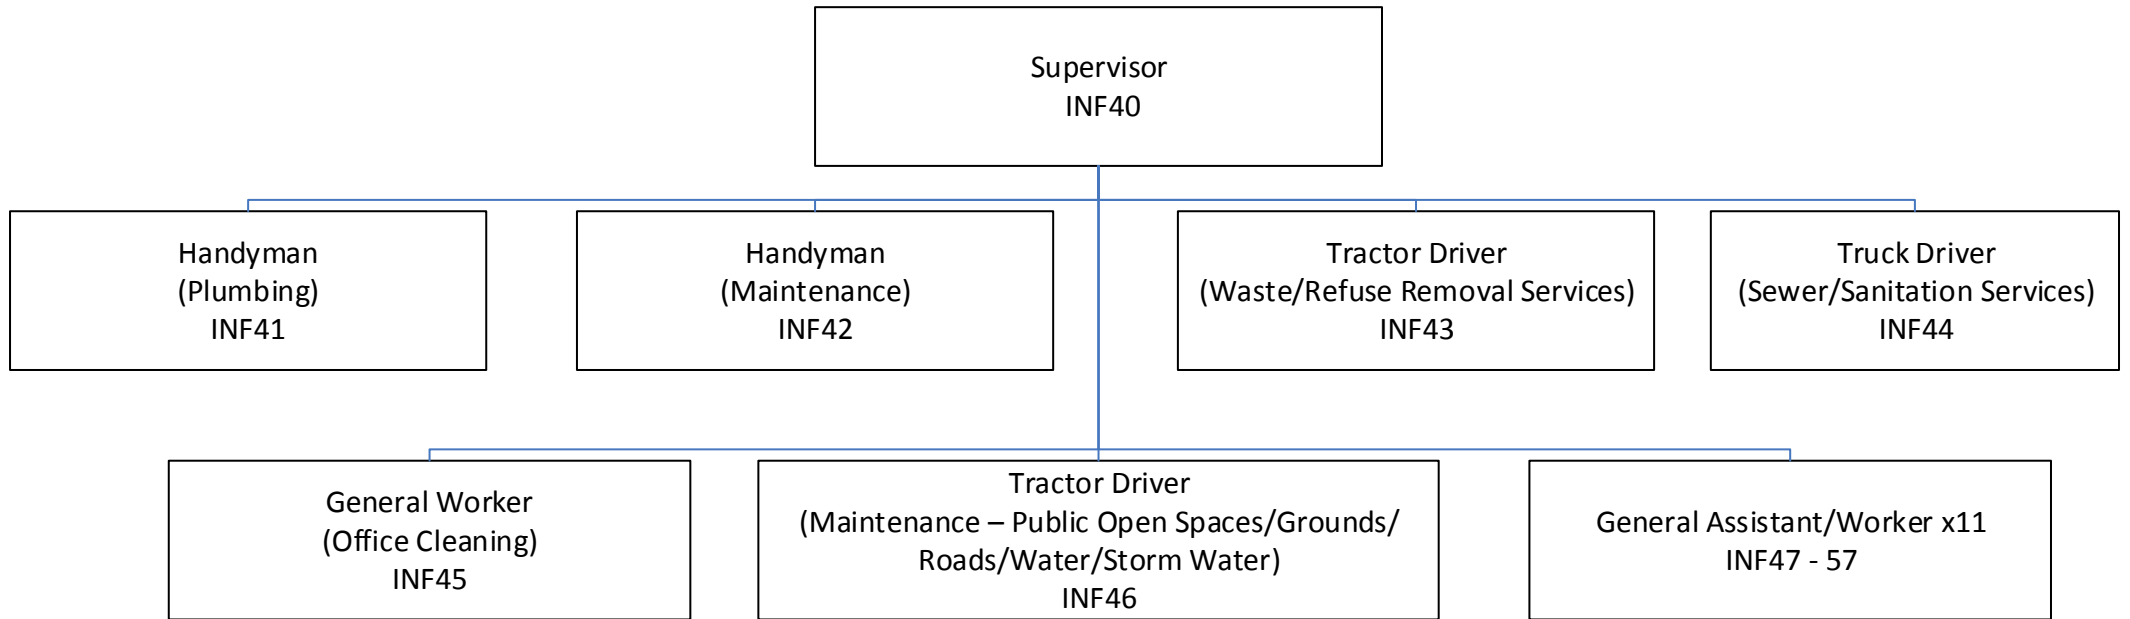 Supervisor
INF40
Handyman
(Plumbing)
INF41
Handyman
(Maintenance)
INF42
Tractor Driver
(Waste/Refuse Removal Services)
INF43
Truck Driver
(Sewer/Sanitation Services)
INF44
General Worker
(Office Cleaning)
INF45
Tractor Driver
(Maintenance – Public Open Spaces/Grounds/
Roads/Water/Storm Water)
INF46
General Assistant/Worker x11
INF47 - 57